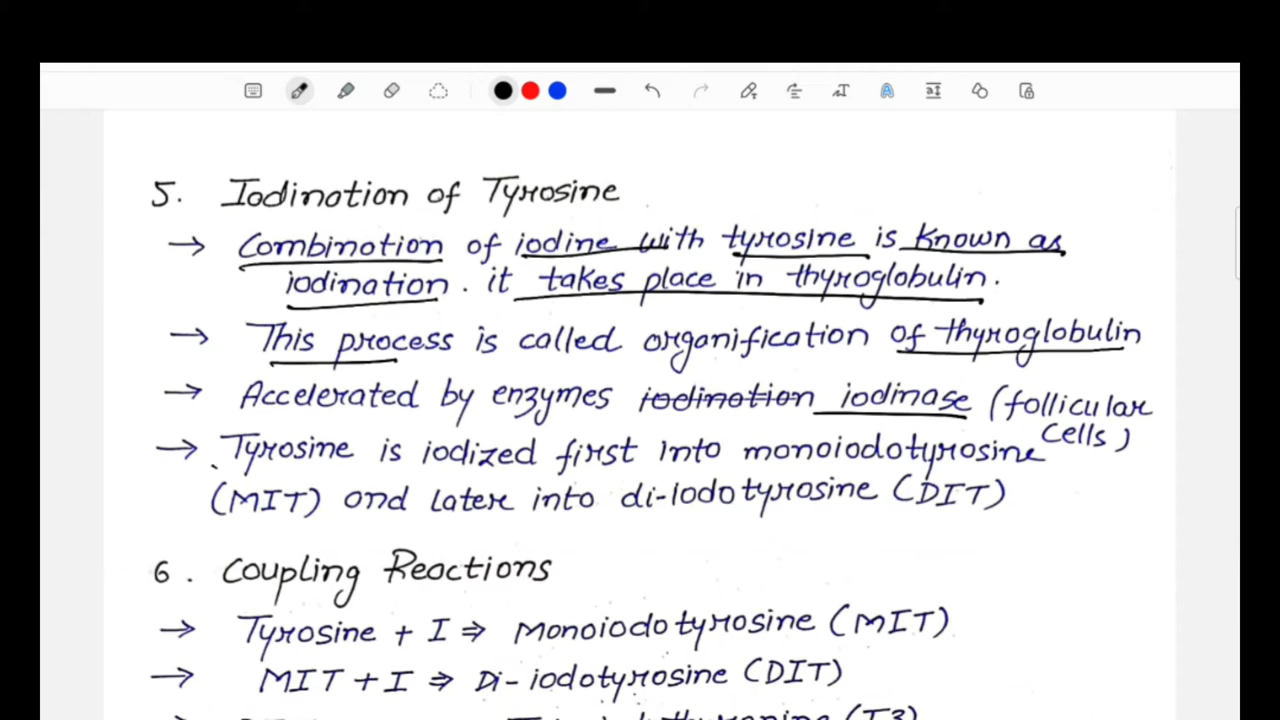 5. Iodination of Tyrosine
→ Combination of iodine with tyrosine is known as
iodination. it takes place in thyroglobulin.
→ This process is called organification of thyroglobulin
→ Accelerated by enzymes iodination iodinase (follicular
cells)
→ Tyrosine is iodized first into monoiodotyrosine
(MIT) and later into di-Iodotyrosine (DIT)
6. Coupling Reactions
→ Tyrosine + I ⇒ Monoiodotyrosine (MIT)
→ MIT + I ⇒ Di-iodotyrosine (DIT)
(T3)